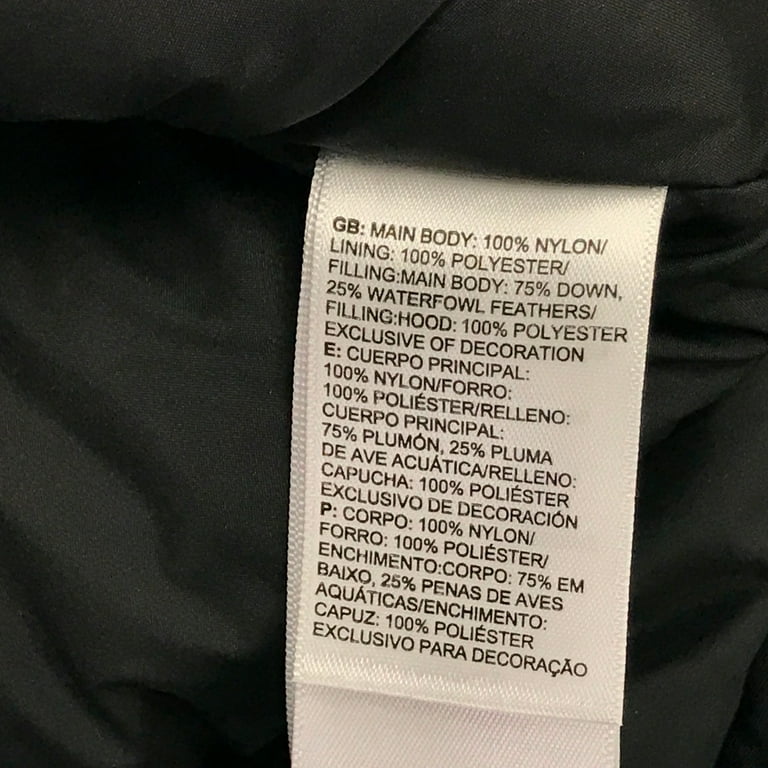 GB: MAIN BODY: 100% NYLON/
LINING: 100% POLYESTER/
FILLING:MAIN BODY: 75% DOWN,
25% WATERFOWL FEATHERS/
FILLING:HOOD: 100% POLYESTER
EXCLUSIVE OF DECORATION
E: CUERPO PRINCIPAL:
100% NYLON/FORRO:
100% POLIÉSTER/RELLENO:
CUERPO PRINCIPAL:
75% PLUMÓN, 25% PLUMA
DE AVE ACUÁTICA/RELLENO:
CAPUCHA: 100% POLIÉSTER
EXCLUSIVO DE DECORACIÓN
P: CORPO: 100% NYLON/
FORRO: 100% POLIÉSTER/
ENCHIMENTO:CORPO: 75% EM
BAIXO, 25% PENAS DE AVES
AQUÁTICAS/ENCHIMENTO:
CAPUZ: 100% POLIÉSTER
EXCLUSIVO PARA DECORAÇÃO